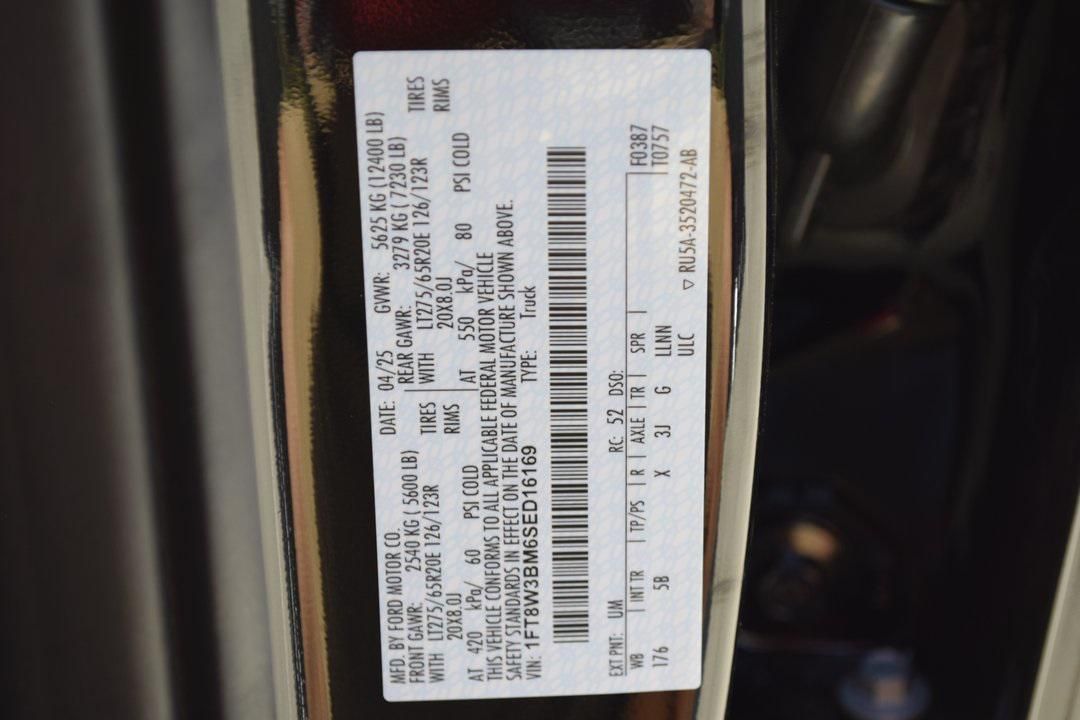 MFD. BY FORD MOTOR CO. DATE: 04/25 GVWR: 5625 KG (12400 LB)
FRONT GAWR: 2540 KG ( 5600 LB) REAR GAWR: 3279 KG ( 7230 LB)
WITH LT275/65R20E 126/123R TIRES WITH LT275/65R20E 126/123R TIRES
20X8.0J RIMS 20X8.0J RIMS
AT 420 kPa/ 60 PSI COLD AT 550 kPa/ 80 PSI COLD
THIS VEHICLE CONFORMS TO ALL APPLICABLE FEDERAL MOTOR VEHICLE
SAFETY STANDARDS IN EFFECT ON THE DATE OF MANUFACTURE SHOWN ABOVE.
VIN: 1FT8W3BM6SED16169 TYPE: Truck
EXT PNT: UM RC: 52 DSO:
WB INT TR TP/PS R AXLE TR SPR F0387
176 5B X 3J G LLNN T0757
ULC
▽ RU5A-3520472-AB